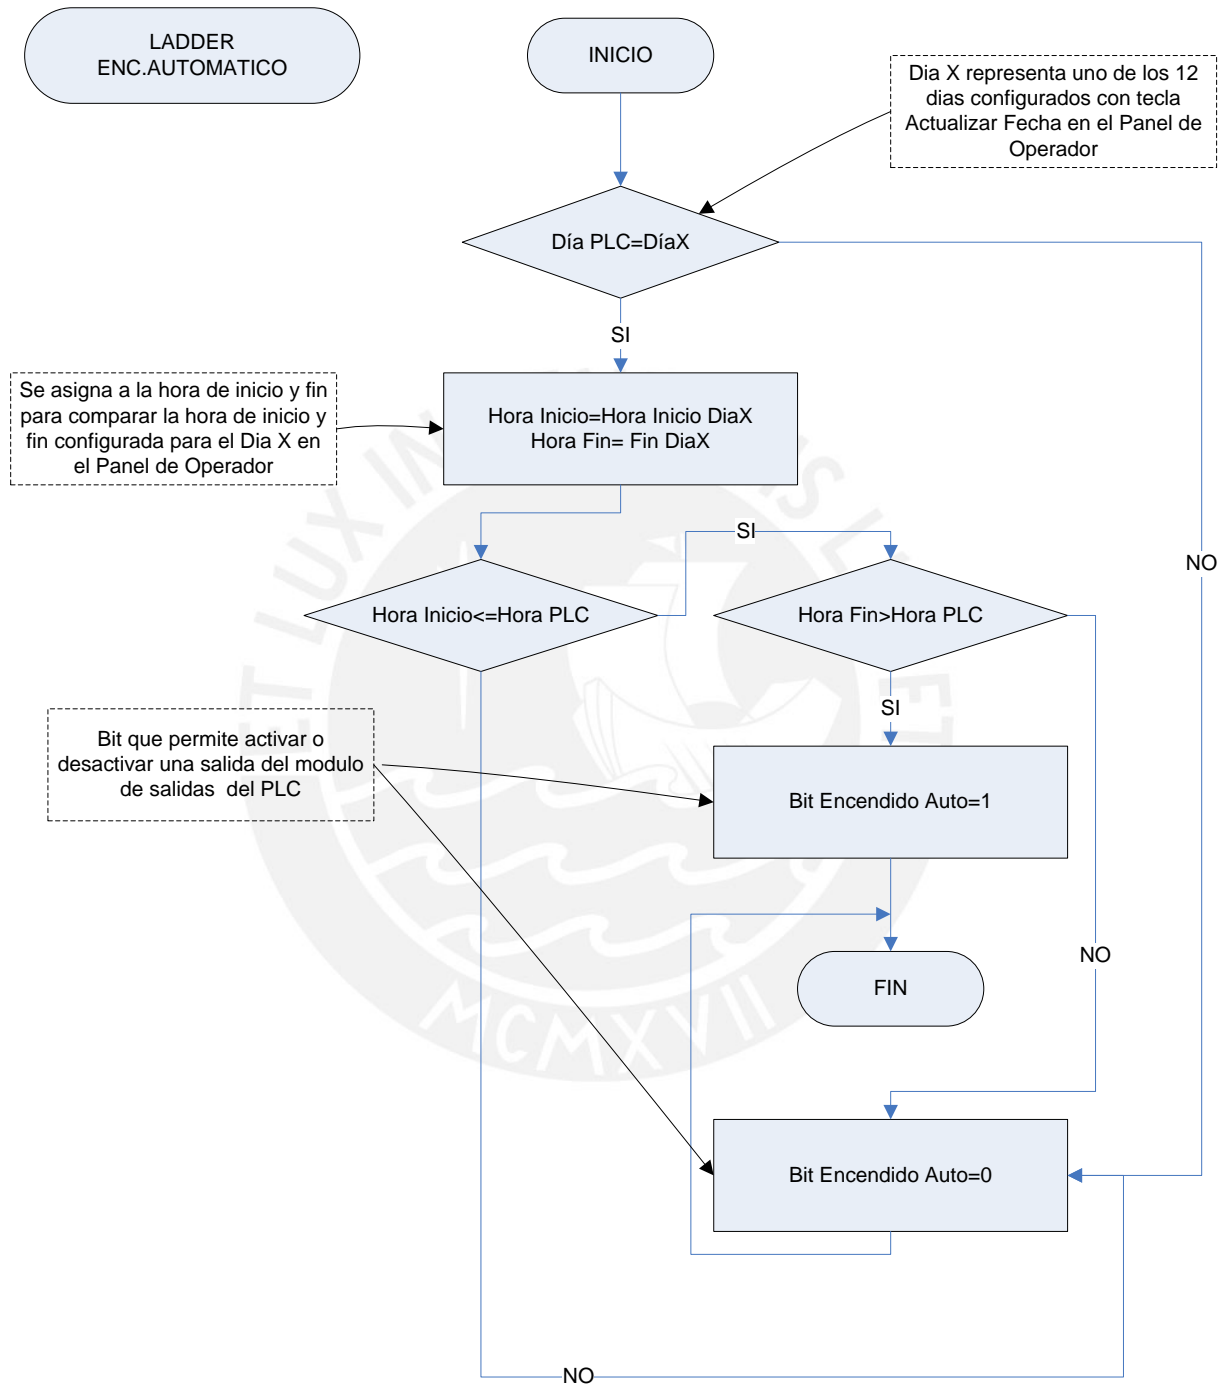 LADDER
ENC.AUTOMATICO
INICIO
Dia X representa uno de los 12
dias configurados con tecla
Actualizar Fecha en el Panel de
Operador
Día PLC=DíaX
SI
Se asigna a la hora de inicio y fin
para comparar la hora de inicio y
fin configurada para el Dia X en
el Panel de Operador
Hora Inicio=Hora Inicio DiaX
Hora Fin= Fin DiaX
SI
NO
Hora Inicio<=Hora PLC
Hora Fin>Hora PLC
SI
Bit que permite activar o
desactivar una salida del modulo
de salidas  del PLC
Bit Encendido Auto=1
NO
FIN
Bit Encendido Auto=0
NO
ET LUX IN
MCMXVII